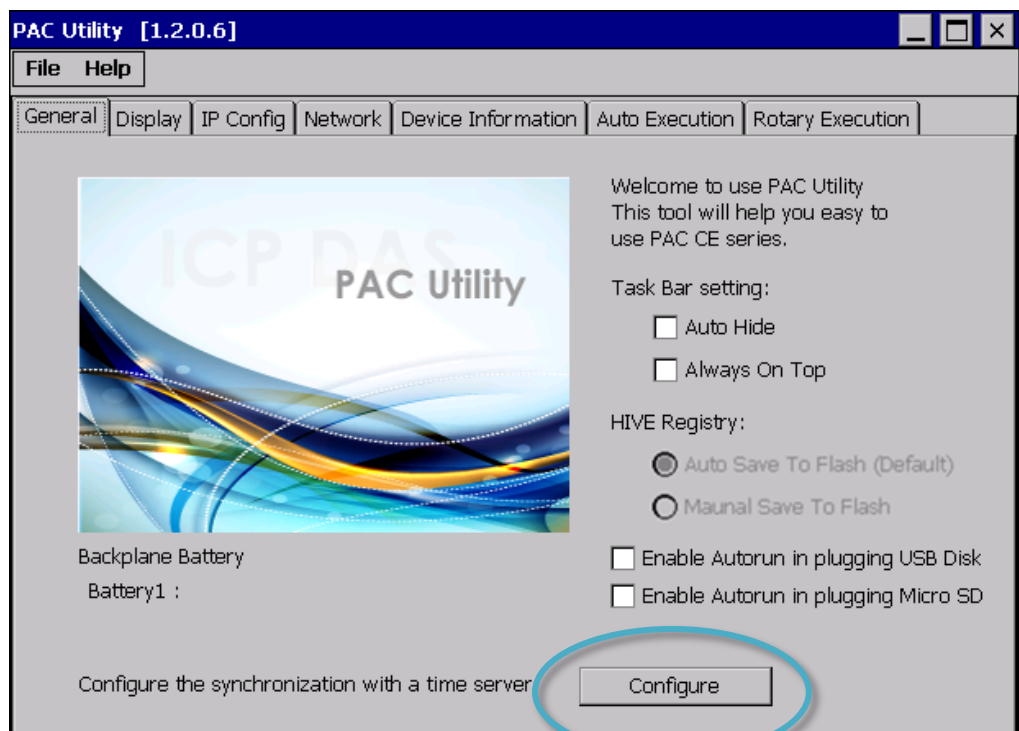 PAC Utility [1.2.0.6]
File Help
General Display IP Config Network Device Information Auto Execution Rotary Execution
ICP DAS
PAC Utility
Welcome to use PAC Utility
This tool will help you easy to
use PAC CE series.
Task Bar setting:
Auto Hide
Always On Top
HIVE Registry:
Auto Save To Flash (Default)
Maunal Save To Flash
Backplane Battery
Battery1 :
Enable Autorun in plugging USB Disk
Enable Autorun in plugging Micro SD
Configure the synchronization with a time server
Configure